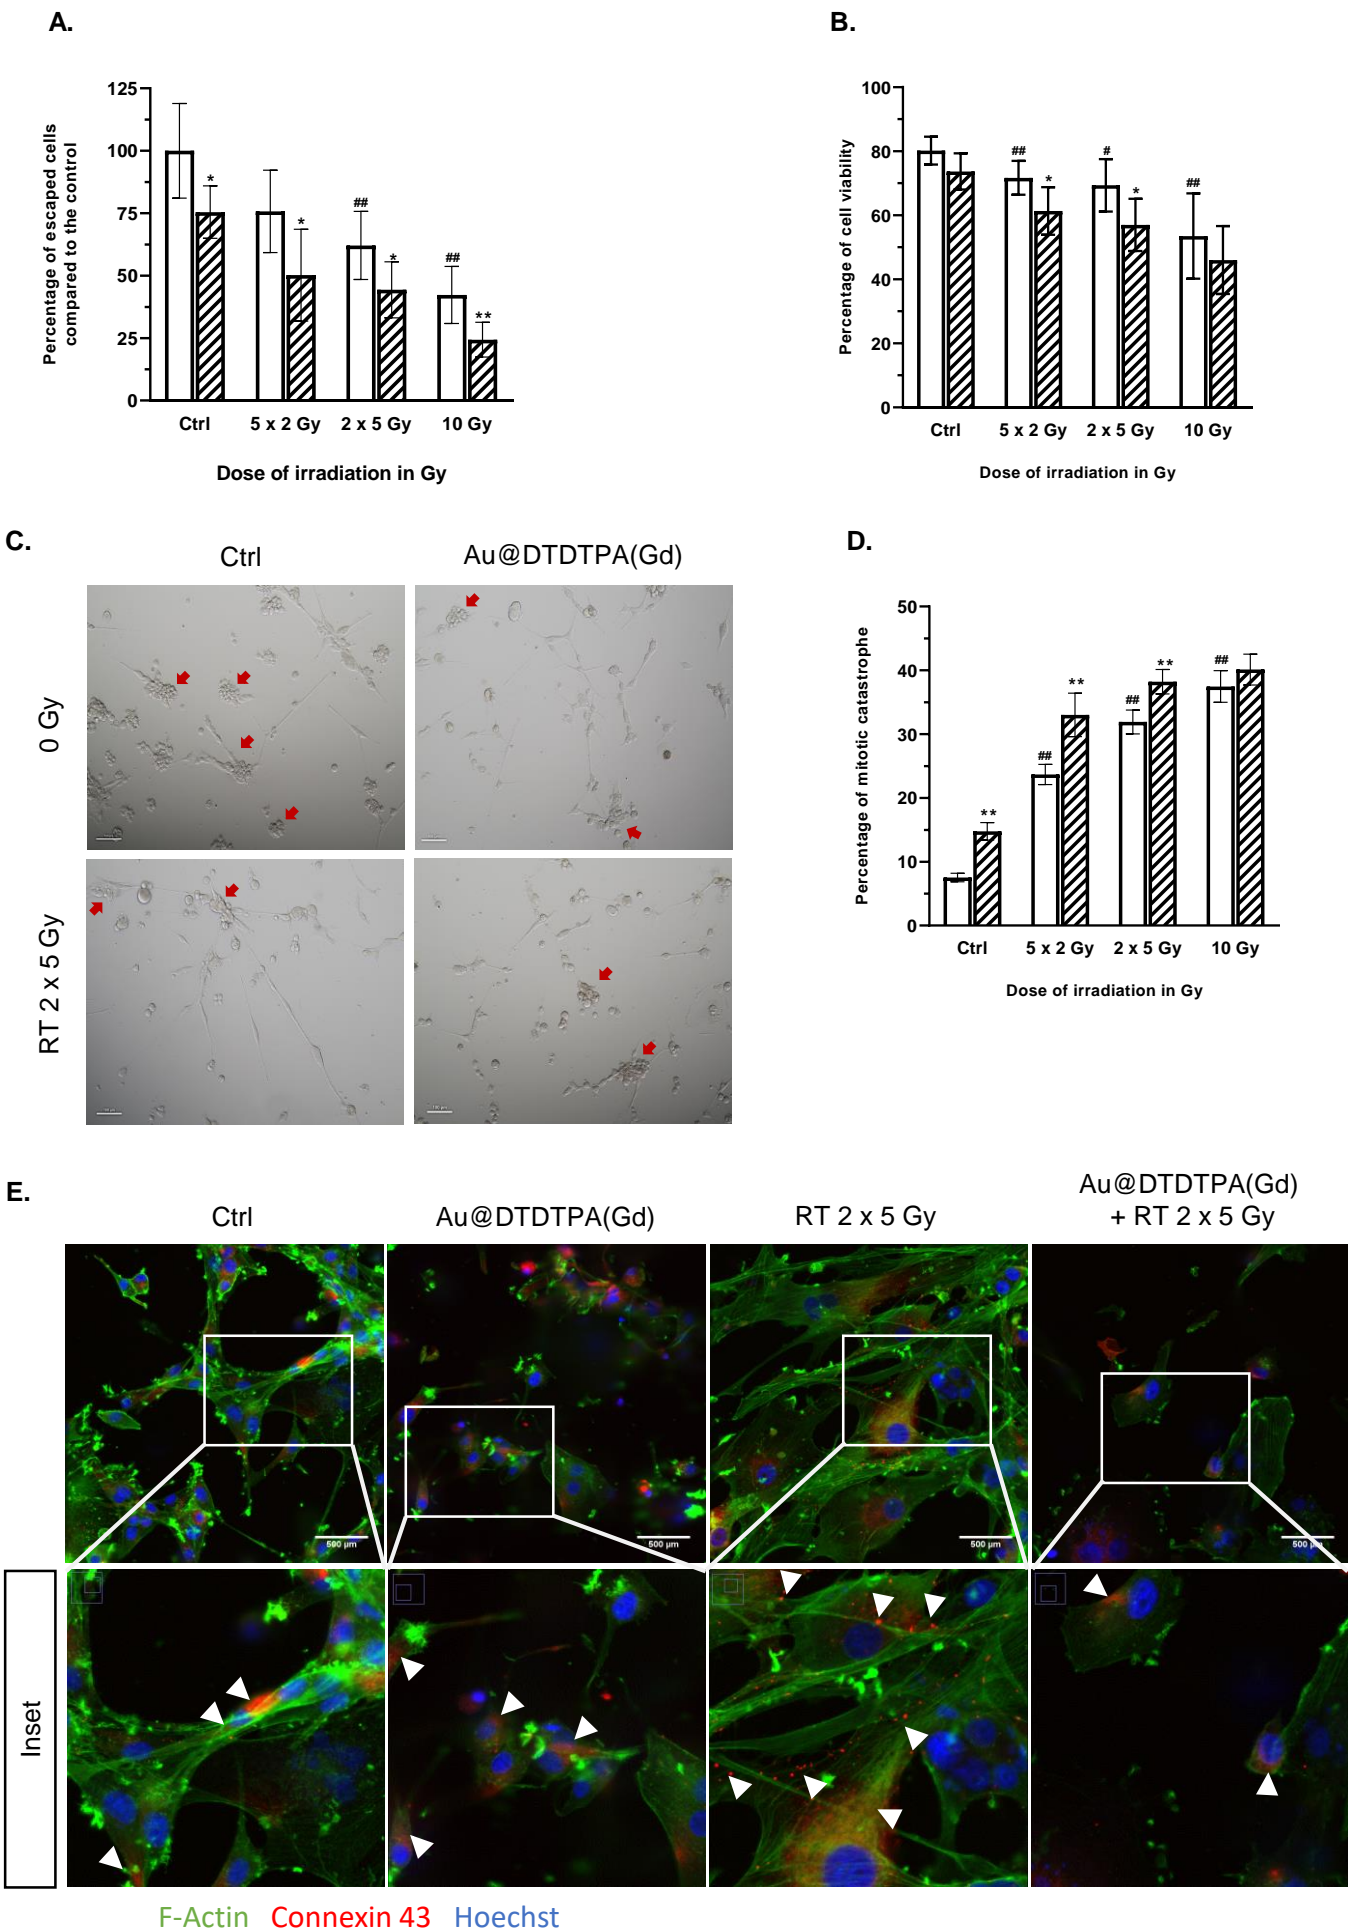 A.
Percentage of escaped cells
compared to the control
125
100
75
50
25
0
*
*
##
*
##
**
Ctrl
5 x 2 Gy
2 x 5 Gy
10 Gy
Dose of irradiation in Gy
B.
Percentage of cell viability
100
80
60
40
20
0
##
*
#
*
##
Ctrl
5 x 2 Gy
2 x 5 Gy
10 Gy
Dose of irradiation in Gy
C.
Ctrl
Au@DTDTPA(Gd)
0 Gy
RT 2 x 5 Gy
D.
Percentage of mitotic catastrophe
50
40
30
20
10
0
**
##
**
##
**
##
Ctrl
5 x 2 Gy
2 x 5 Gy
10 Gy
Dose of irradiation in Gy
E.
Ctrl
Au@DTDTPA(Gd)
RT 2 x 5 Gy
Au@DTDTPA(Gd)
+ RT 2 x 5 Gy
500 µm
500 µm
500 µm
500 µm
Inset
F-Actin Connexin 43 Hoechst